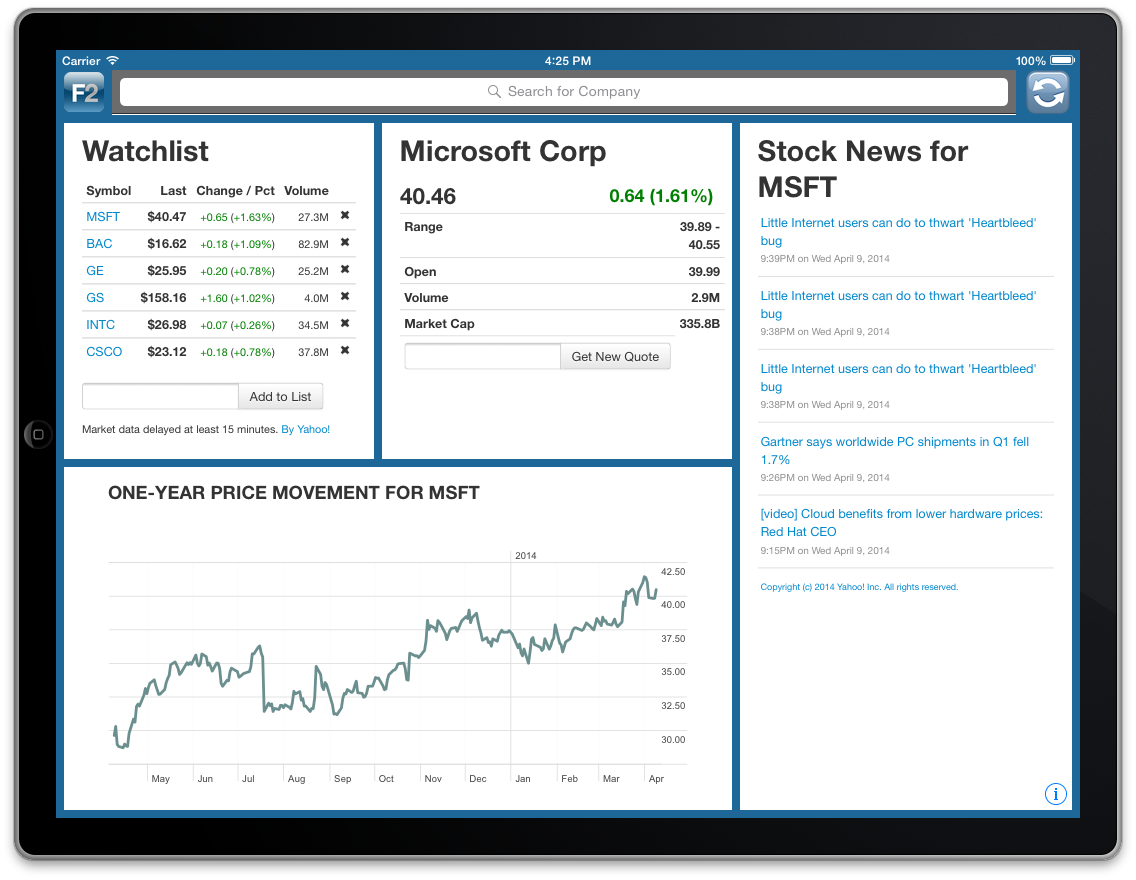 Carrier
4:25 PM
100%
F2
Search for Company
Watchlist
Symbol Last Change / Pct Volume
MSFT $40.47 +0.65 (+1.63%) 27.3M ✖
BAC $16.62 +0.18 (+1.09%) 82.9M ✖
GE $25.95 +0.20 (+0.78%) 25.2M ✖
GS $158.16 +1.60 (+1.02%) 4.0M ✖
INTC $26.98 +0.07 (+0.26%) 34.5M ✖
CSCO $23.12 +0.18 (+0.78%) 37.8M ✖
Add to List
Market data delayed at least 15 minutes. By Yahoo!
Microsoft Corp
40.46 0.64 (1.61%)
Range 39.89 -
40.55
Open 39.99
Volume 2.9M
Market Cap 335.8B
Get New Quote
Stock News for
MSFT
Little Internet users can do to thwart 'Heartbleed'
bug
9:39PM on Wed April 9, 2014
Little Internet users can do to thwart 'Heartbleed'
bug
9:38PM on Wed April 9, 2014
Little Internet users can do to thwart 'Heartbleed'
bug
9:38PM on Wed April 9, 2014
Gartner says worldwide PC shipments in Q1 fell
1.7%
9:26PM on Wed April 9, 2014
[video] Cloud benefits from lower hardware prices:
Red Hat CEO
9:15PM on Wed April 9, 2014
Copyright (c) 2014 Yahoo! Inc. All rights reserved.
i
ONE-YEAR PRICE MOVEMENT FOR MSFT
2014
42.50
40.00
37.50
35.00
32.50
30.00
May Jun Jul Aug Sep Oct Nov Dec Jan Feb Mar Apr